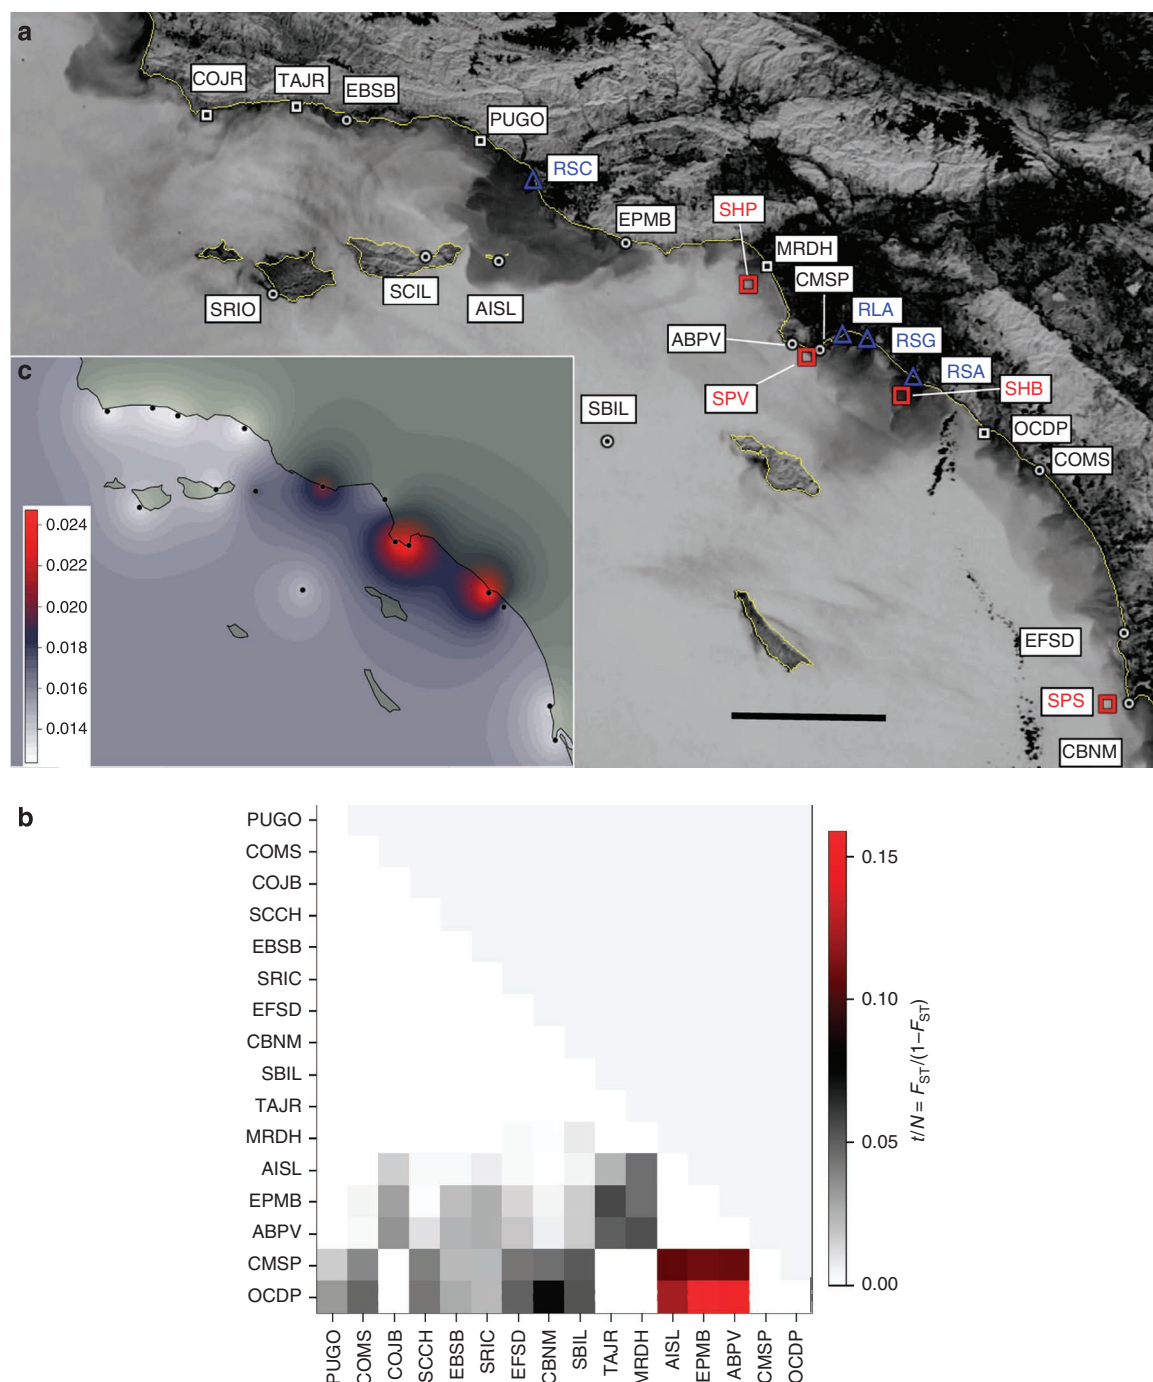 a
COJR
TAJR
EBSB
PUGO
RSC
EPMB
SHP
MRDH
CMSP
RLA
RSG
RSA
SHB
ABPV
SPV
SRIO
SCIL
AISL
SBIL
OCDP
COMS
EFSD
SPS
CBNM
c
0.024
0.022
0.020
0.018
0.016
0.014
b
PUGO
COMS
COJB
SCCH
EBSB
SRIC
EFSD
CBNM
SBIL
TAJR
MRDH
AISL
EPMB
ABPV
CMSP
OCDP
PUGO
COMS
COJB
SCCH
EBSB
SRIC
EFSD
CBNM
SBIL
TAJR
MRDH
AISL
EPMB
ABPV
CMSP
OCDP
0.15
0.10
0.05
0.00
t/N = FST/(1−FST)